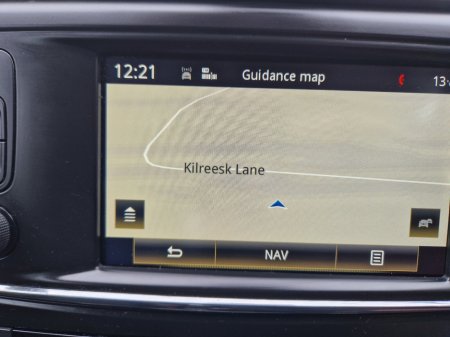 12:21 Guidance map 13
Kilreesk Lane
NAV